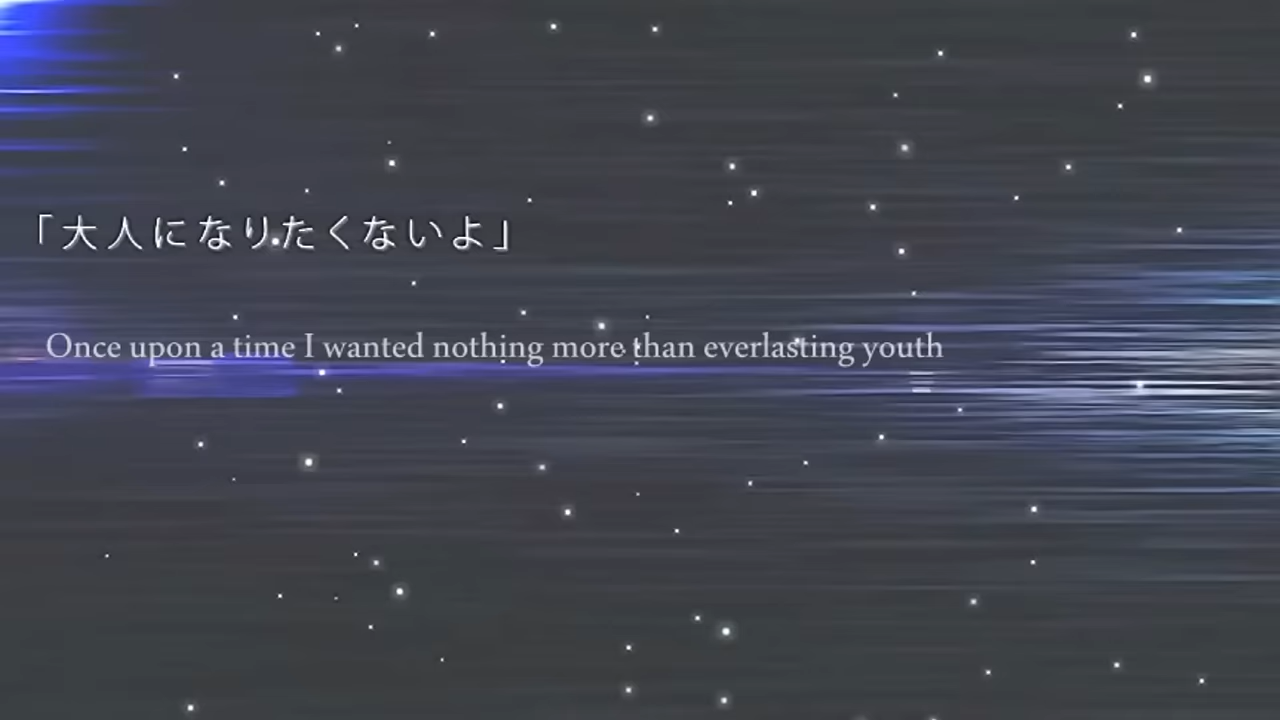 「大人になりたくないよ」
Once upon a time I wanted nothing more than everlasting youth